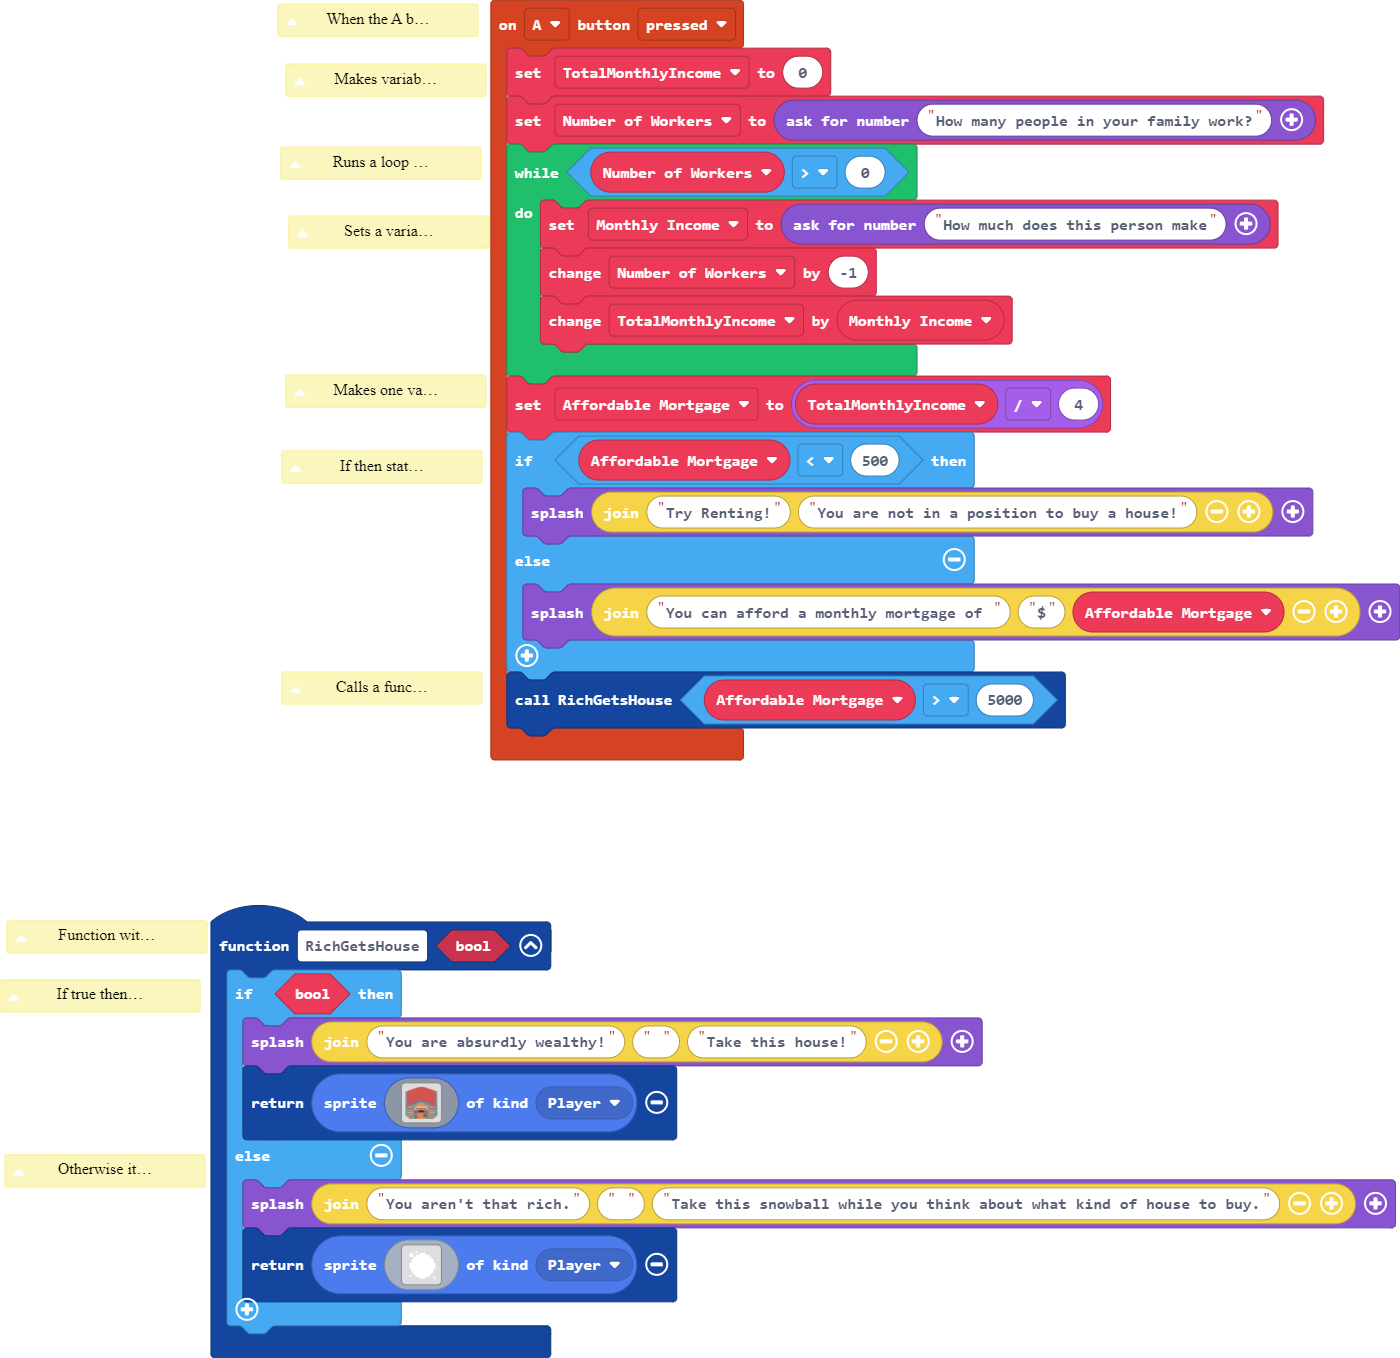 When the A b…
on A button pressed
Makes variab…
set TotalMonthlyIncome to 0
set Number of Workers to ask for number "How many people in your family work?"
Runs a loop …
while Number of Workers > 0
do
Sets a varia…
set Monthly Income to ask for number "How much does this person make"
change Number of Workers by -1
change TotalMonthlyIncome by Monthly Income
Makes one va…
set Affordable Mortgage to TotalMonthlyIncome / 4
If then stat…
if Affordable Mortgage < 500 then
splash join "Try Renting!" "You are not in a position to buy a house!"
else
splash join "You can afford a monthly mortgage of " "$" Affordable Mortgage
Calls a func…
call RichGetsHouse Affordable Mortgage > 5000
Function wit…
function RichGetsHouse bool
If true then…
if bool then
splash join "You are absurdly wealthy!" " " "Take this house!"
return sprite of kind Player
else
Otherwise it…
splash join "You aren't that rich." " " "Take this snowball while you think about what kind of house to buy."
return sprite of kind Player